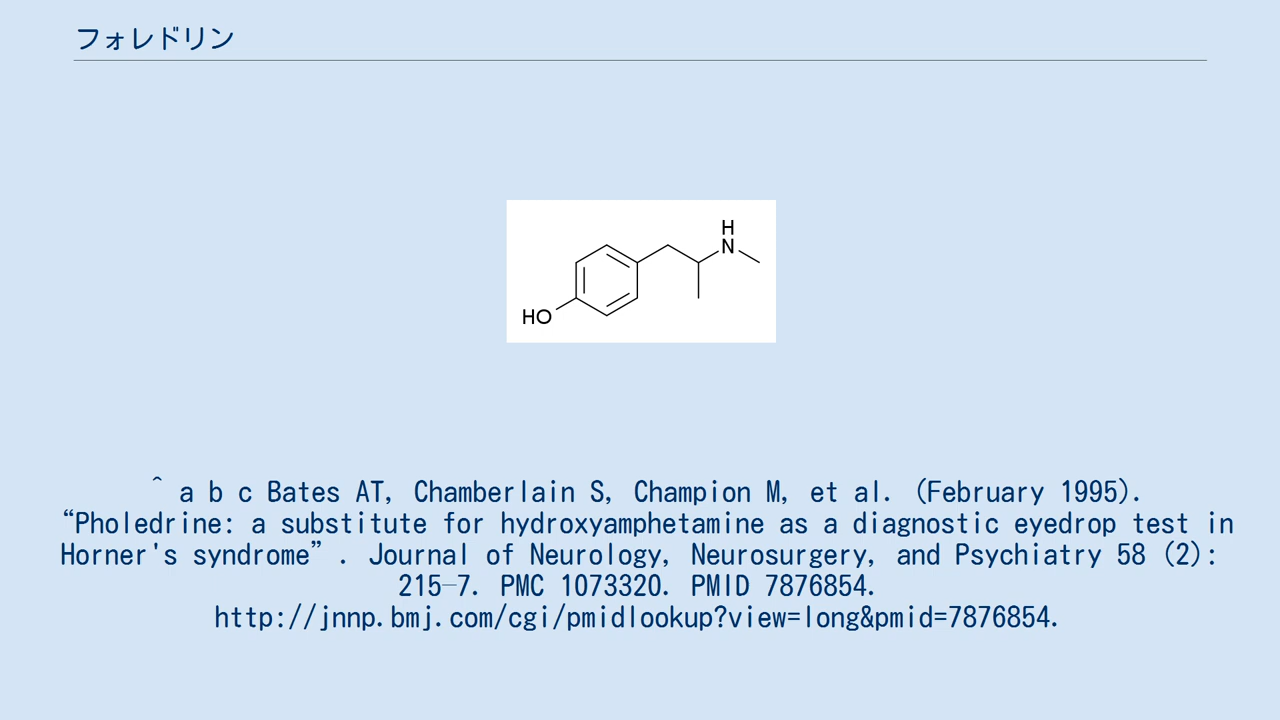 フォレドリン
H
N
HO
^ a b c Bates AT, Chamberlain S, Champion M, et al. (February 1995).
“Pholedrine: a substitute for hydroxyamphetamine as a diagnostic eyedrop test in
Horner's syndrome” . Journal of Neurology, Neurosurgery, and Psychiatry 58 (2):
215–7. PMC 1073320. PMID 7876854.
http://jnnp.bmj.com/cgi/pmidlookup?view=long&pmid=7876854.